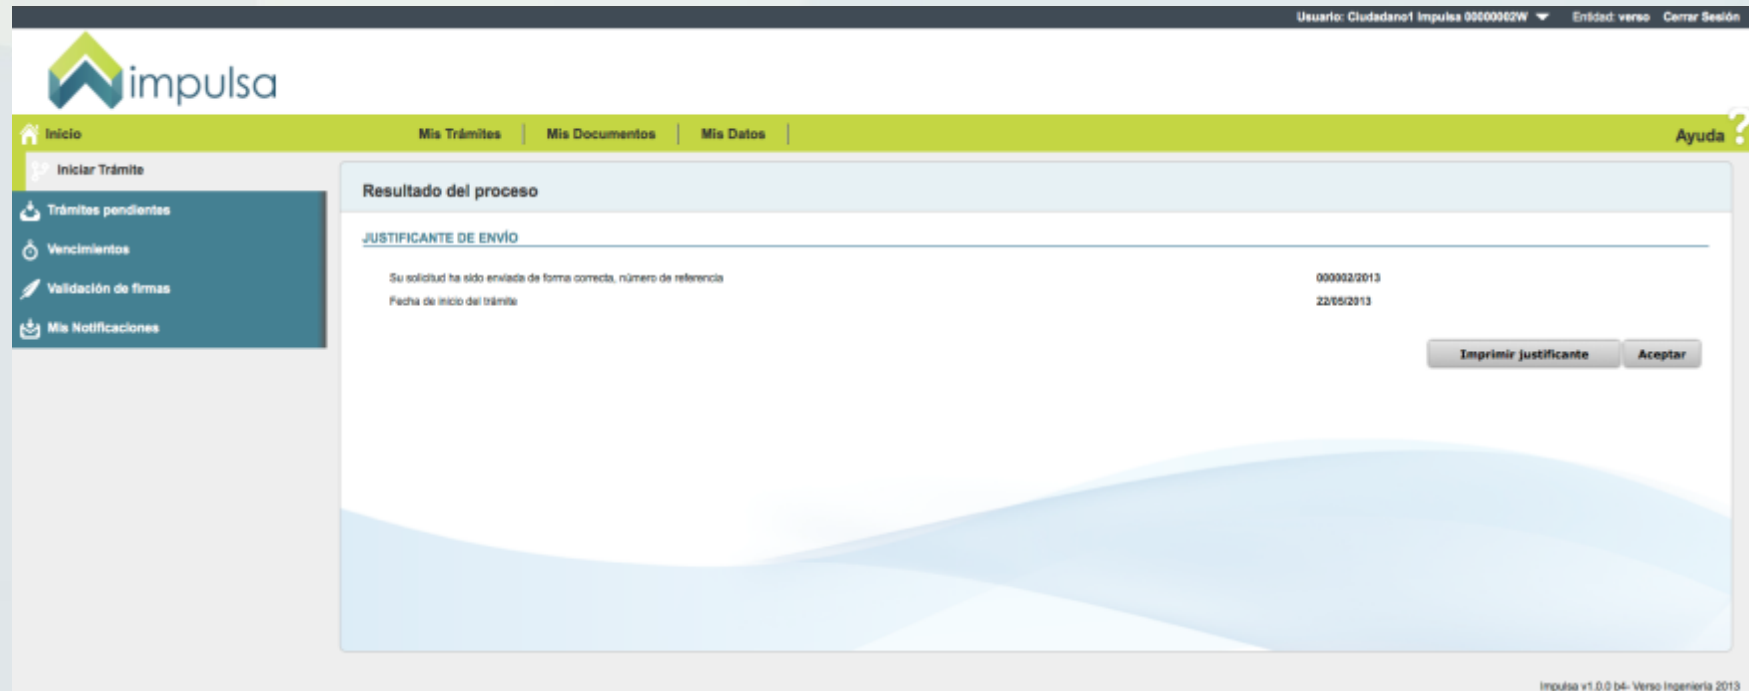 Usuario: Ciudadano1 Impulsa 00000002W Entidad: verso Cerrar Sesión
impulsa
Inicio Mis Trámites Mis Documentos Mis Datos Ayuda ?
Iniciar Trámite
Trámites pendientes
Vencimientos
Validación de firmas
Mis Notificaciones
Resultado del proceso
JUSTIFICANTE DE ENVÍO
Su solicitud ha sido enviada de forma correcta, número de referencia 000002/2013
Fecha de inicio del trámite 22/05/2013
Imprimir justificante Aceptar
Impulsa v1.0.0 b4- Verso Ingeniería 2013